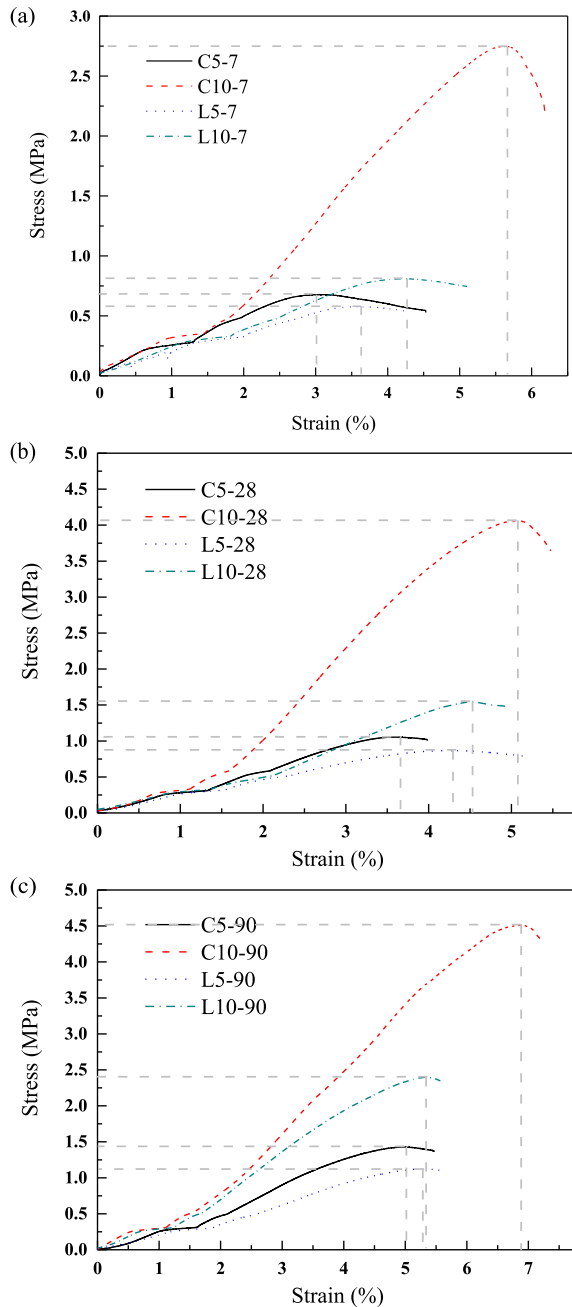 (a)
3.0
2.5
2.0
1.5
1.0
0.5
0.0
Stress (MPa)
C5-7
C10-7
L5-7
L10-7
0 1 2 3 4 5 6
Strain (%)
(b)
5.0
4.5
4.0
3.5
3.0
2.5
2.0
1.5
1.0
0.5
0.0
Stress (MPa)
C5-28
C10-28
L5-28
L10-28
0 1 2 3 4 5
Strain (%)
(c)
5.0
4.5
4.0
3.5
3.0
2.5
2.0
1.5
1.0
0.5
0.0
Stress (MPa)
C5-90
C10-90
L5-90
L10-90
0 1 2 3 4 5 6 7
Strain (%)